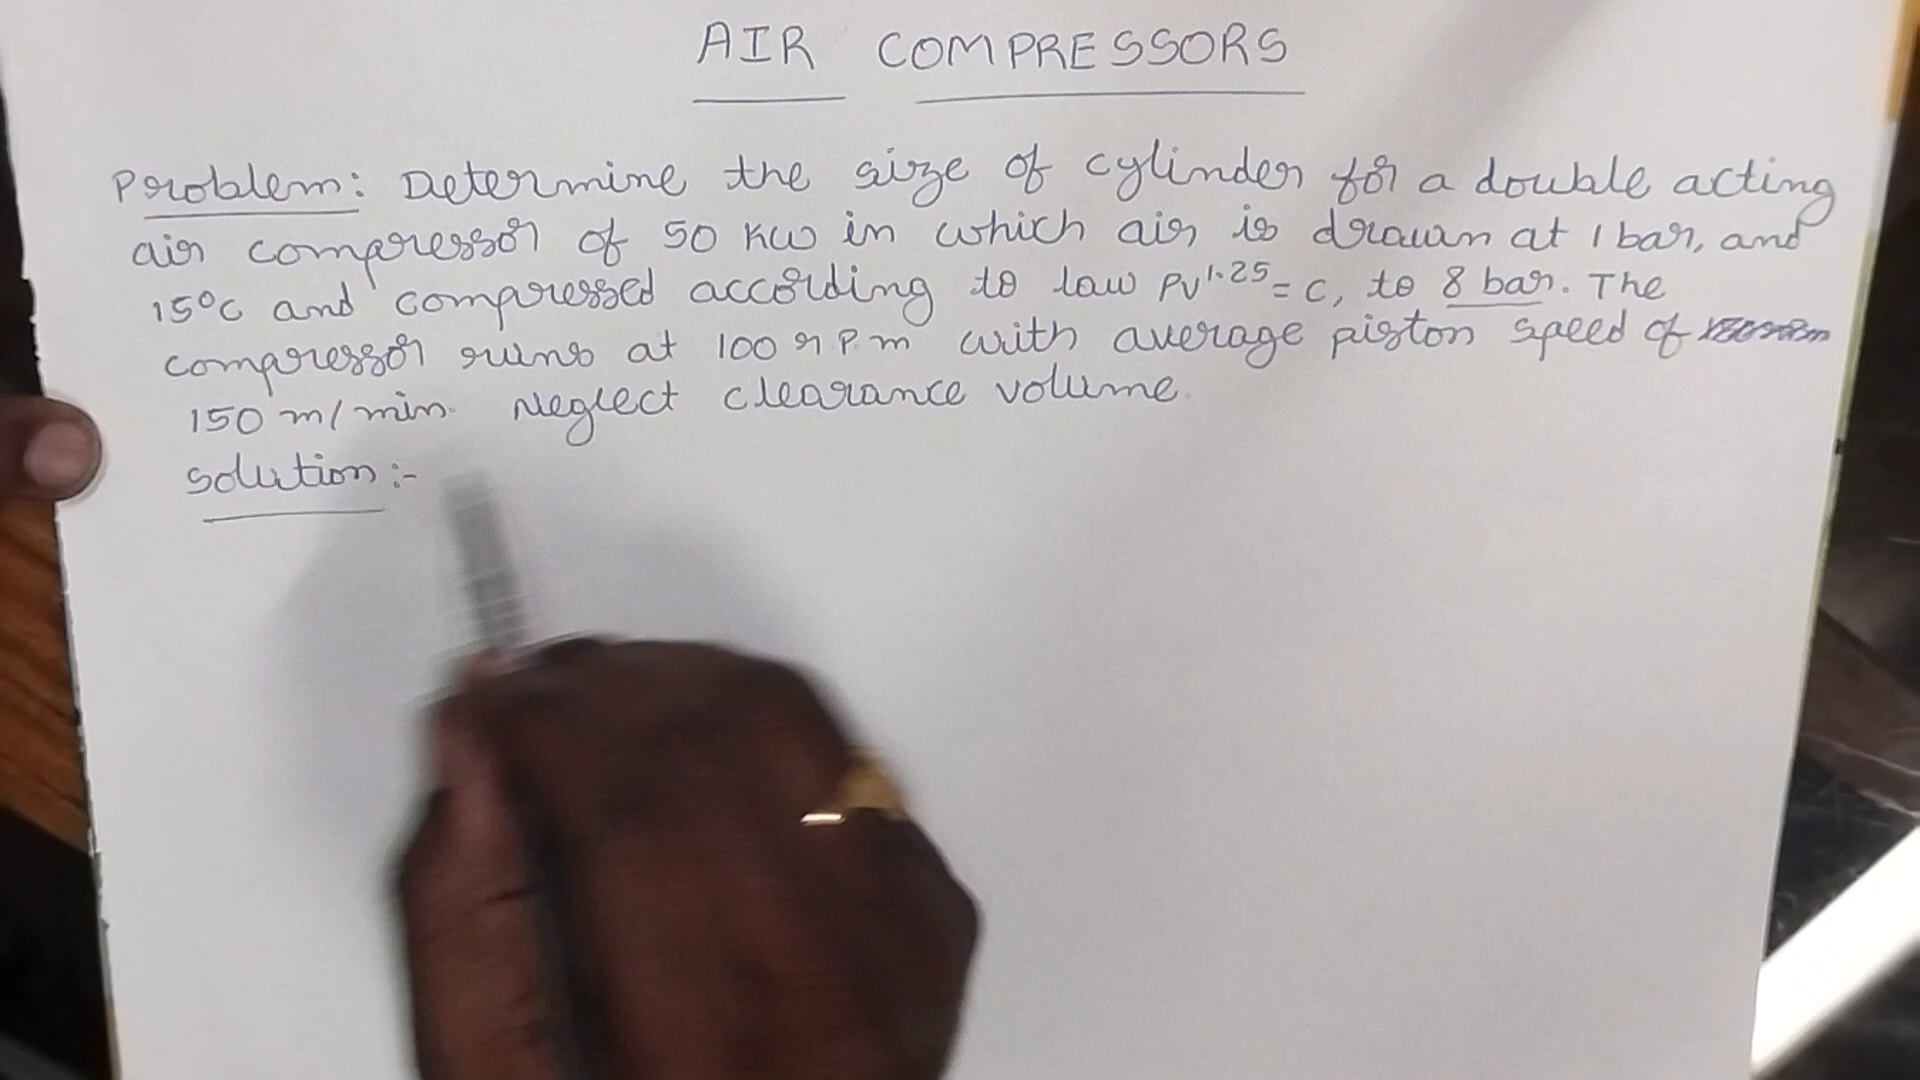 AIR COMPRESSORS
Problem: Determine the size of cylinder for a double acting
air compressor of 50 KW in which air is drawn at 1 bar, and
15°C and compressed according to law PV^1.25 = C, to 8 bar. The
compressor runs at 100 r.p.m with average piston speed of
150 m/min. Neglect clearance volume.
Solution:-